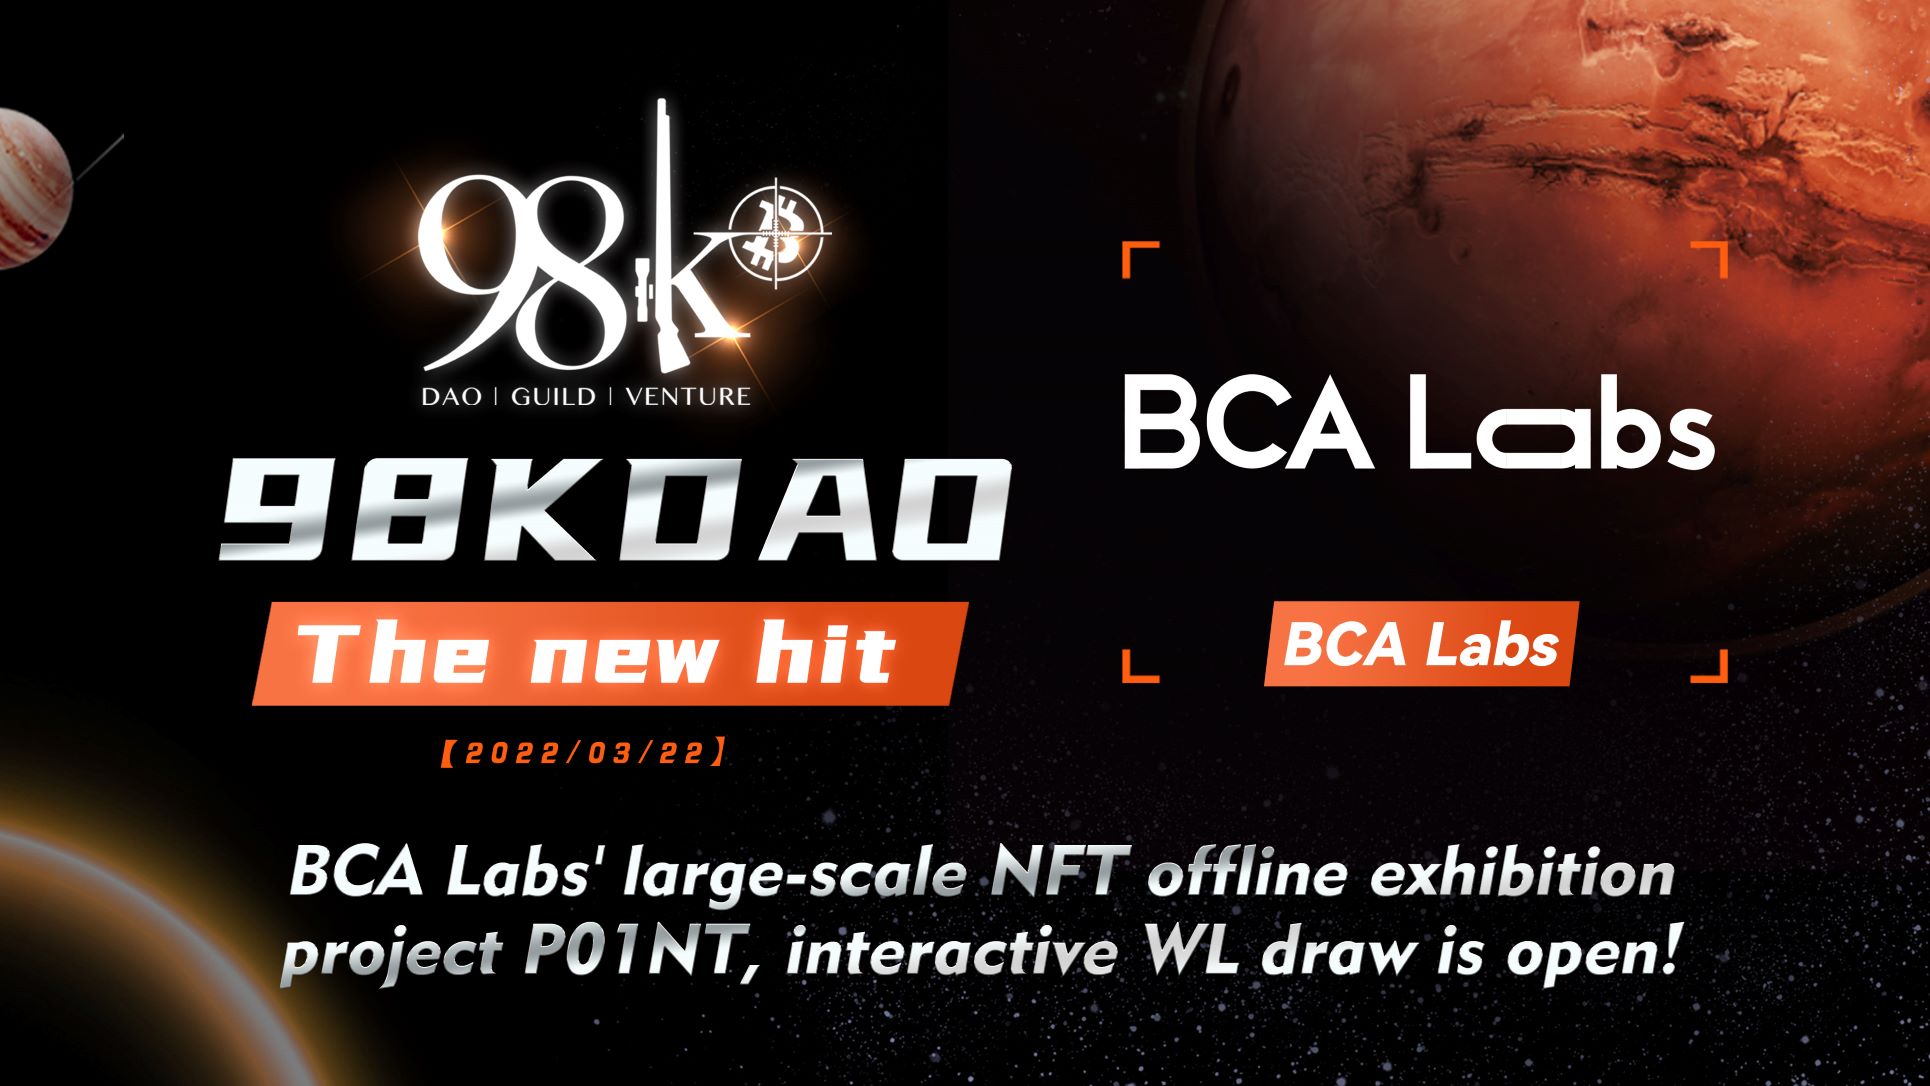 98k
DAO | GUILD | VENTURE
98KDAO
The new hit
【2022/03/22】
BCA Labs
BCA Labs
BCA Labs' large-scale NFT offline exhibition
project P01NT, interactive WL draw is open!